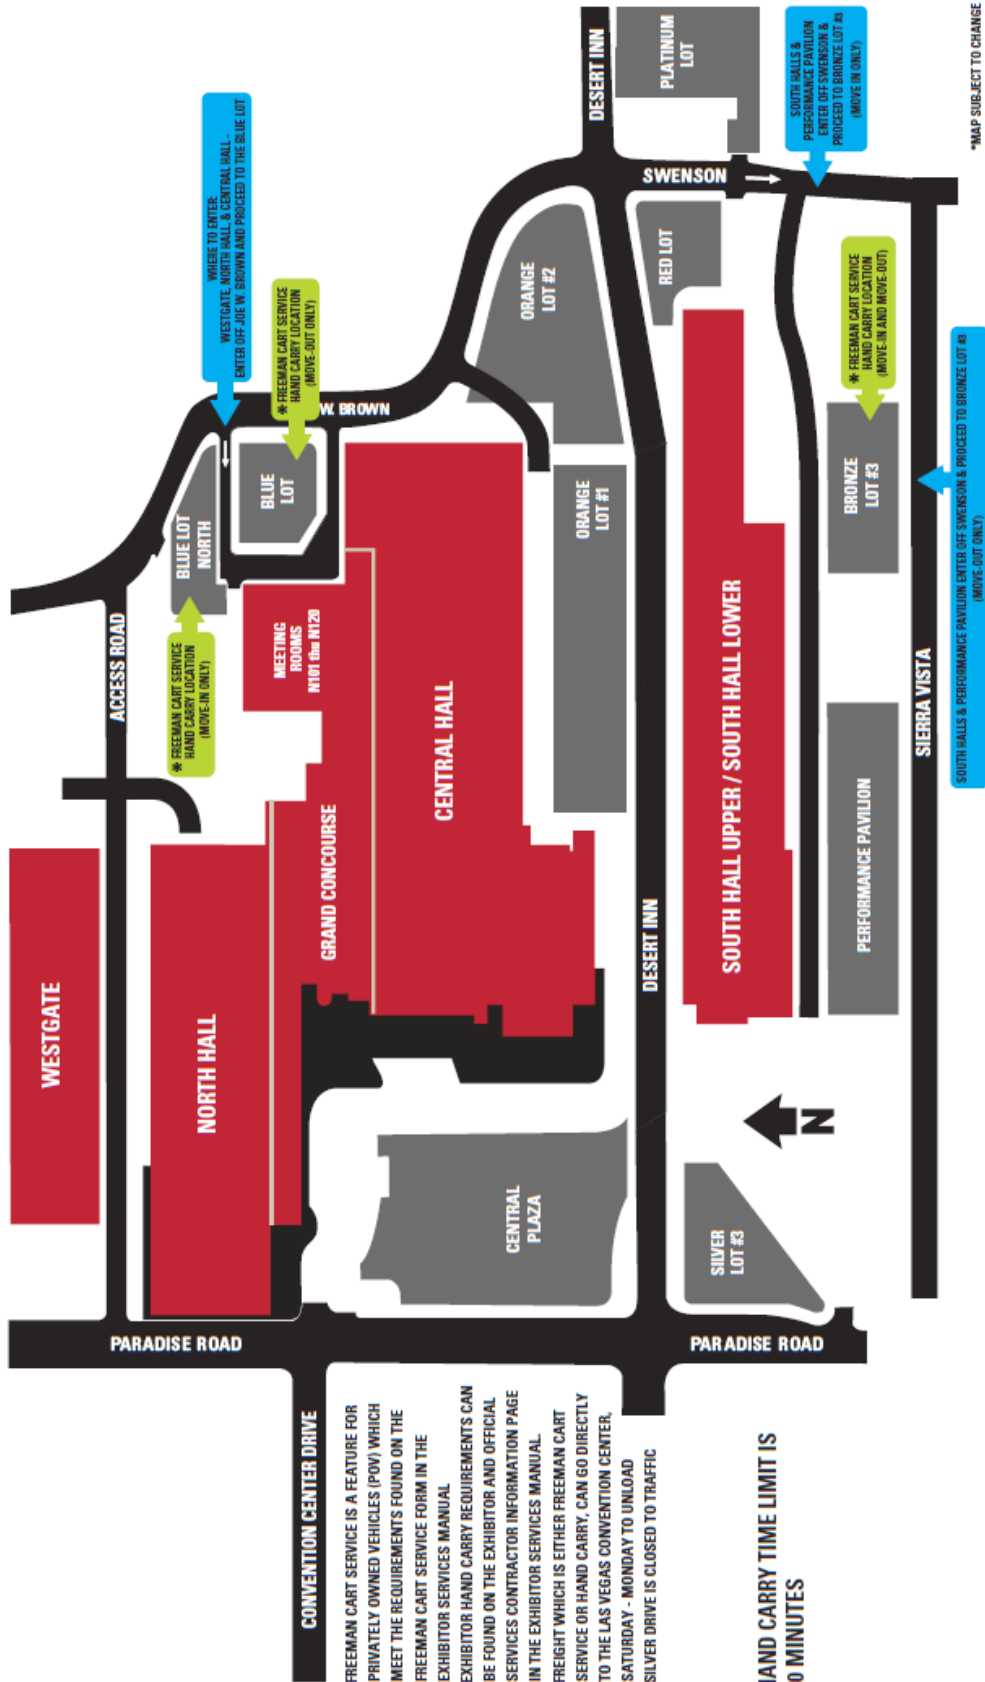 WESTGATE
ACCESS ROAD
NORTH HALL
GRAND CONCOURSE
MEETING
ROOMS
N101 thu N120
CENTRAL HALL
BLUE LOT
NORTH
BLUE
LOT
W. BROWN
✻ FREEMAN CART SERVICE
HAND CARRY LOCATION
(MOVE-IN ONLY)
WHERE TO ENTER:
WESTGATE, NORTH HALL, & CENTRAL HALL -
ENTER OFF JOE W. BROWN AND PROCEED TO THE BLUE LOT
✻ FREEMAN CART SERVICE
HAND CARRY LOCATION
(MOVE-OUT ONLY)
ORANGE
LOT #2
ORANGE
LOT #1
DESERT INN
DESERT INN
PLATINUM
LOT
SWENSON
RED LOT
CENTRAL
PLAZA
SILVER
LOT #3
N
SOUTH HALL UPPER / SOUTH HALL LOWER
PERFORMANCE PAVILION
BRONZE
LOT #3
SOUTH HALLS &
PERFORMANCE PAVILION
ENTER OFF SWENSON &
PROCEED TO BRONZE LOT #3
(MOVE IN ONLY)
✻ FREEMAN CART SERVICE
HAND CARRY LOCATION
(MOVE-IN AND MOVE-OUT)
SIERRA VISTA
SOUTH HALLS & PERFORMANCE PAVILION ENTER OFF SWENSON & PROCEED TO BRONZE LOT #3
(MOVE-OUT ONLY)
*MAP SUBJECT TO CHANGE
PARADISE ROAD
PARADISE ROAD
CONVENTION CENTER DRIVE
FREEMAN CART SERVICE IS A FEATURE FOR
PRIVATELY OWNED VEHICLES (POV) WHICH
MEET THE REQUIREMENTS FOUND ON THE
FREEMAN CART SERVICE FORM IN THE
EXHIBITOR SERVICES MANUAL
EXHIBITOR HAND CARRY REQUIREMENTS CAN
BE FOUND ON THE EXHIBITOR AND OFFICIAL
SERVICES CONTRACTOR INFORMATION PAGE
IN THE EXHIBITOR SERVICES MANUAL
FREIGHT WHICH IS EITHER FREEMAN CART
SERVICE OR HAND CARRY, CAN GO DIRECTLY
TO THE LAS VEGAS CONVENTION CENTER,
SATURDAY - MONDAY TO UNLOAD
SILVER DRIVE IS CLOSED TO TRAFFIC
CARRY TIME LIMIT IS
MINUTES